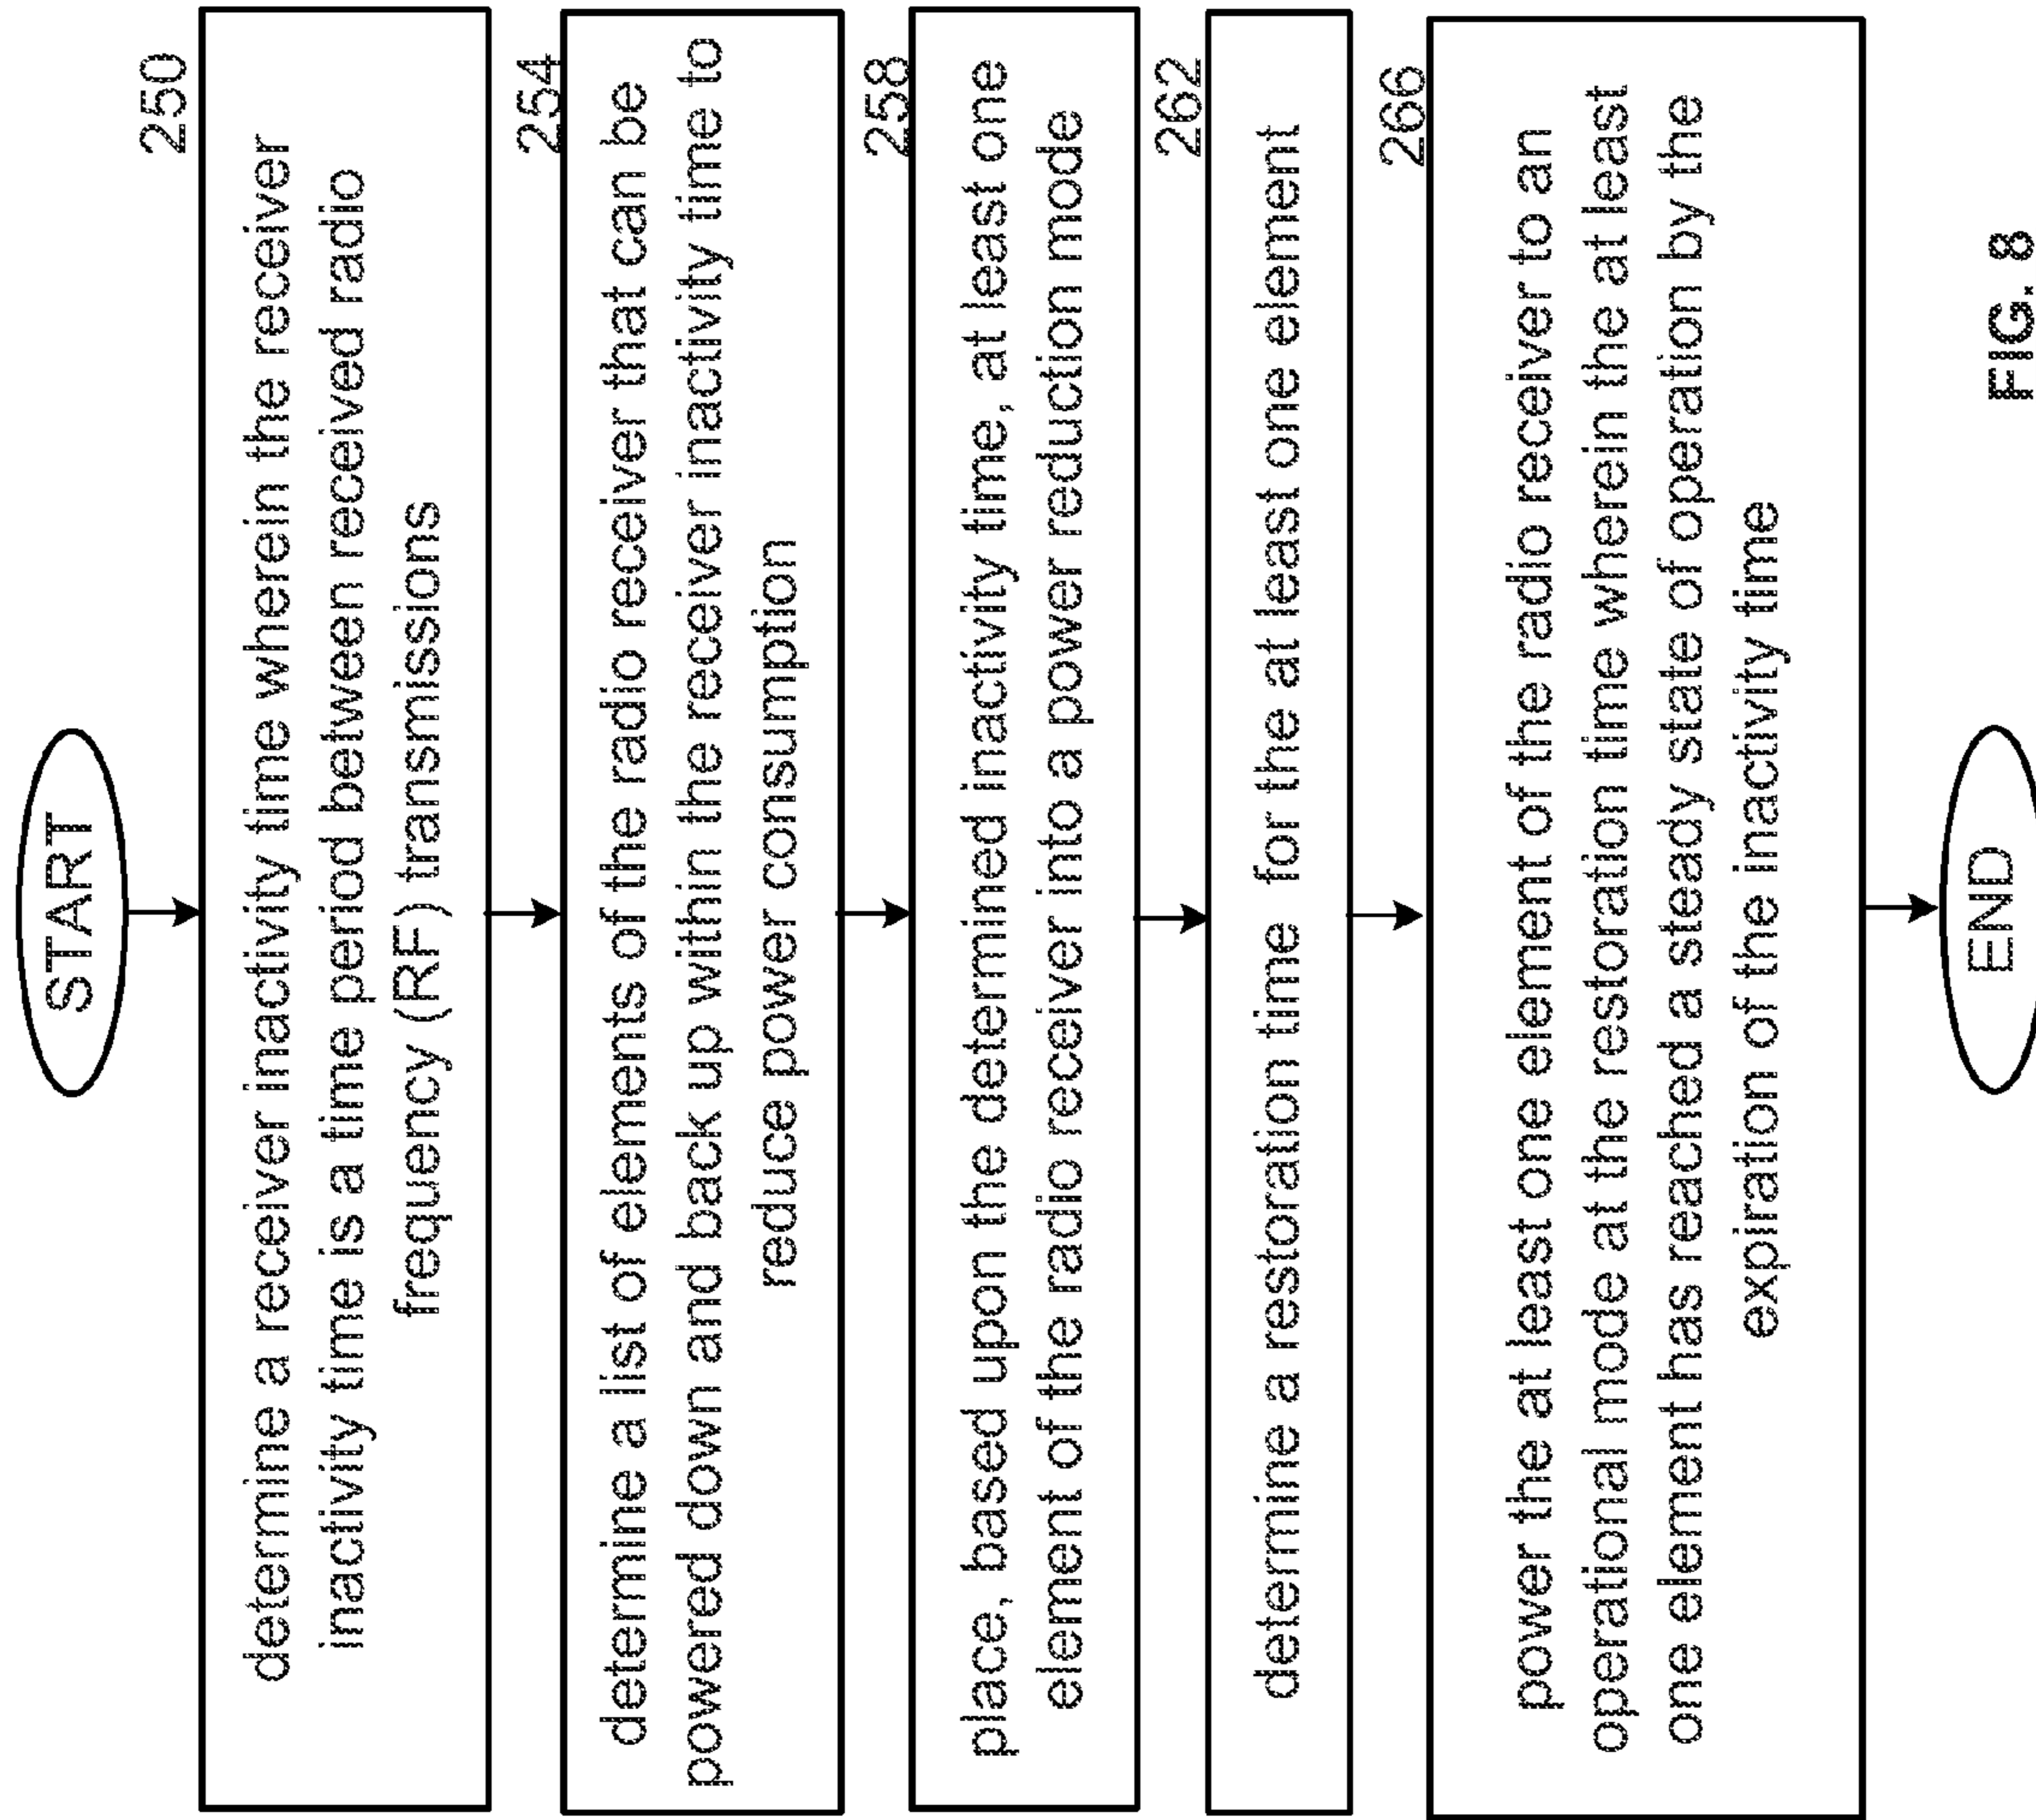 START
250
determine a receiver inactivity time wherein the receiver
inactivity time is a time period between received radio
frequency (RF) transmissions
254
determine a list of elements of the radio receiver that can be
powered down and back up within the receiver inactivity time to
reduce power consumption
258
place, based upon the determined inactivity time, at least one
element of the radio receiver into a power reduction mode
262
determine a restoration time for the at least one element
266
power the at least one element of the radio receiver to an
operational mode at the restoration time wherein the at least
one element has reached a steady state of operation by the
expiration of the inactivity time
END
FIG. 8